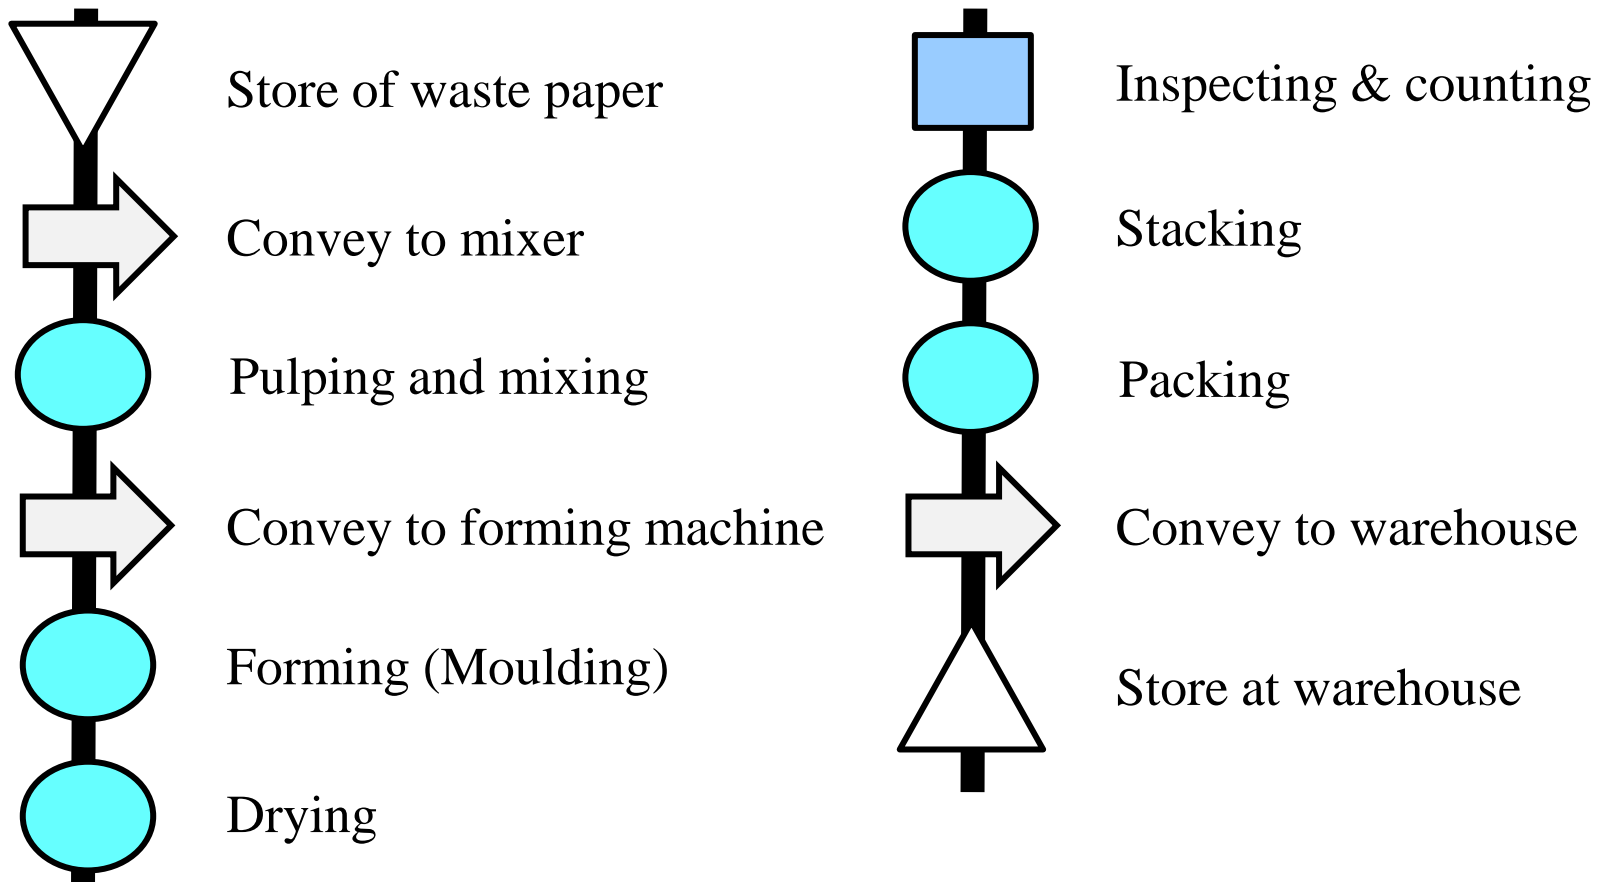 Store of waste paper
Convey to mixer
Pulping and mixing
Convey to forming machine
Forming (Moulding)
Drying
Inspecting & counting
Stacking
Packing
Convey to warehouse
Store at warehouse